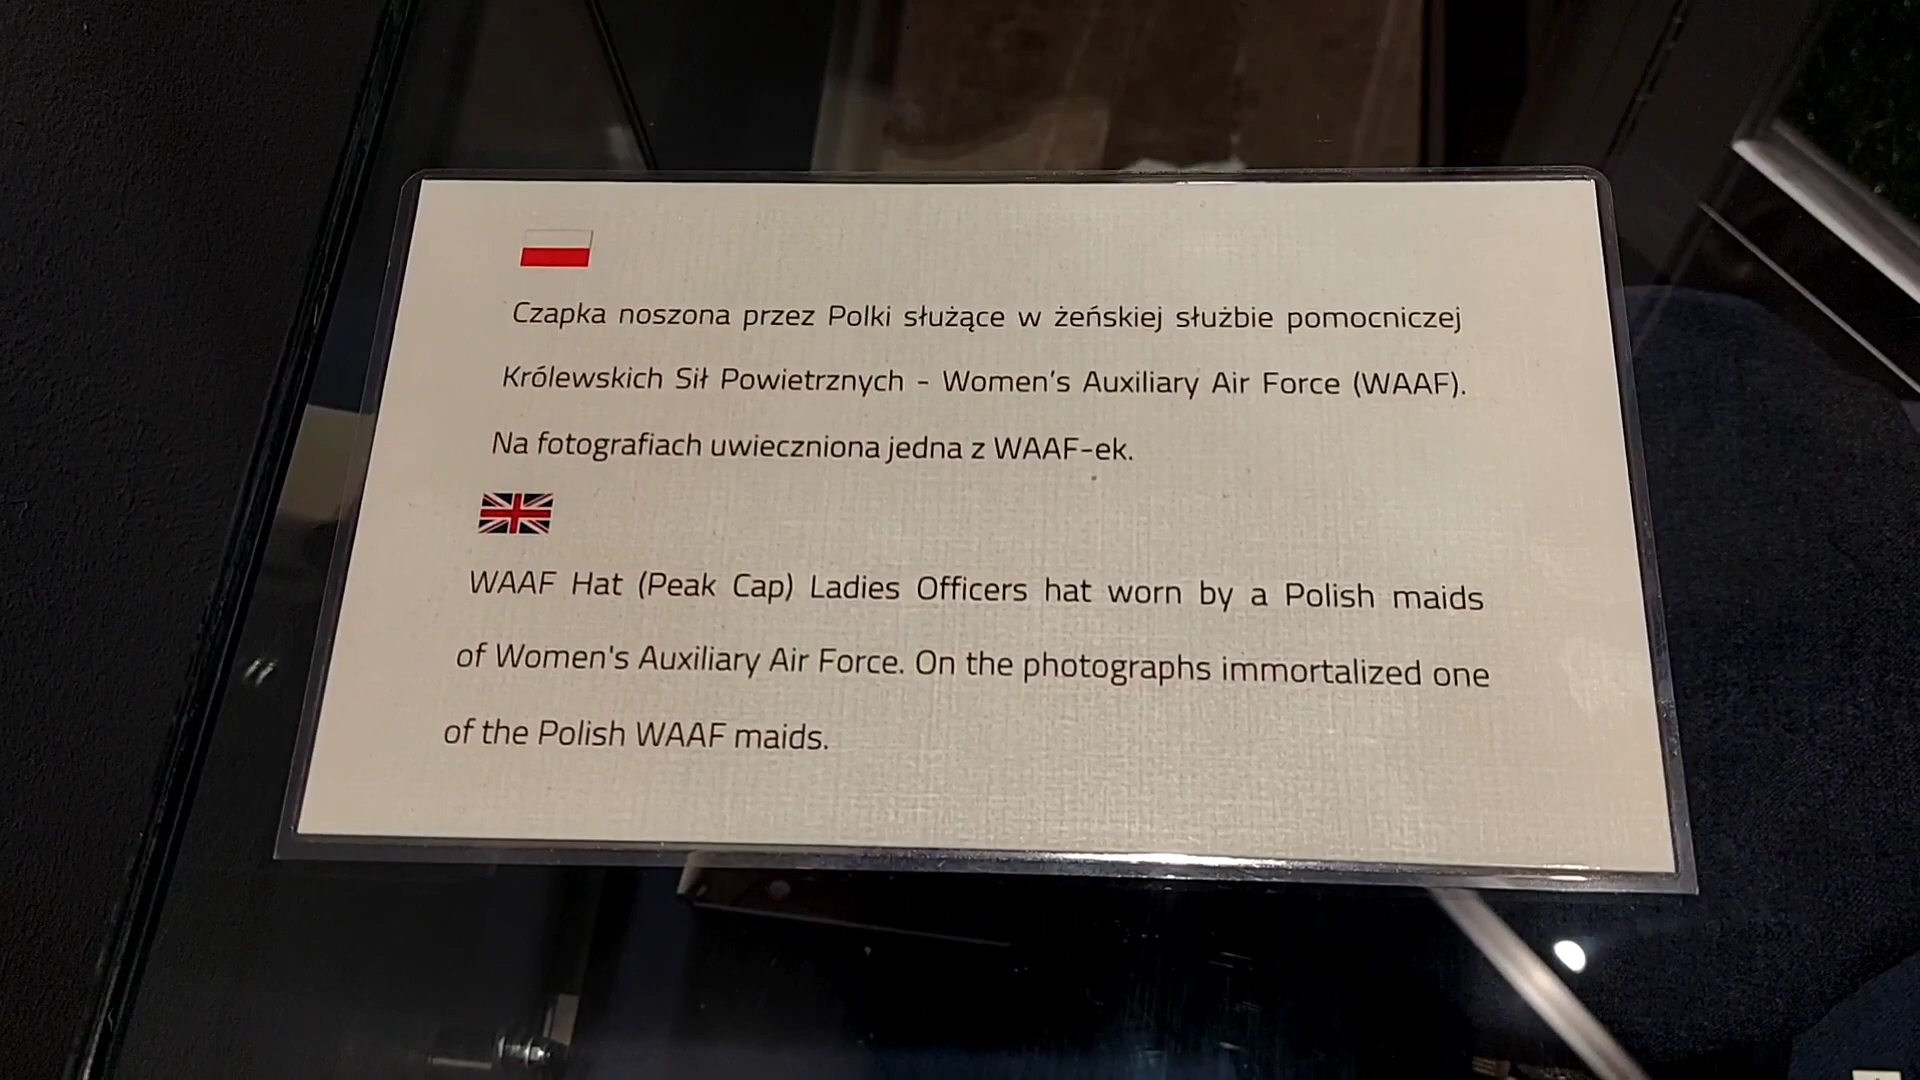 Czapka noszona przez Polki służące w żeńskiej służbie pomocniczej
Królewskich Sił Powietrznych - Women's Auxiliary Air Force (WAAF).
Na fotografiach uwieczniona jedna z WAAF-ek.
WAAF Hat (Peak Cap) Ladies Officers hat worn by a Polish maids
of Women's Auxiliary Air Force. On the photographs immortalized one
of the Polish WAAF maids.